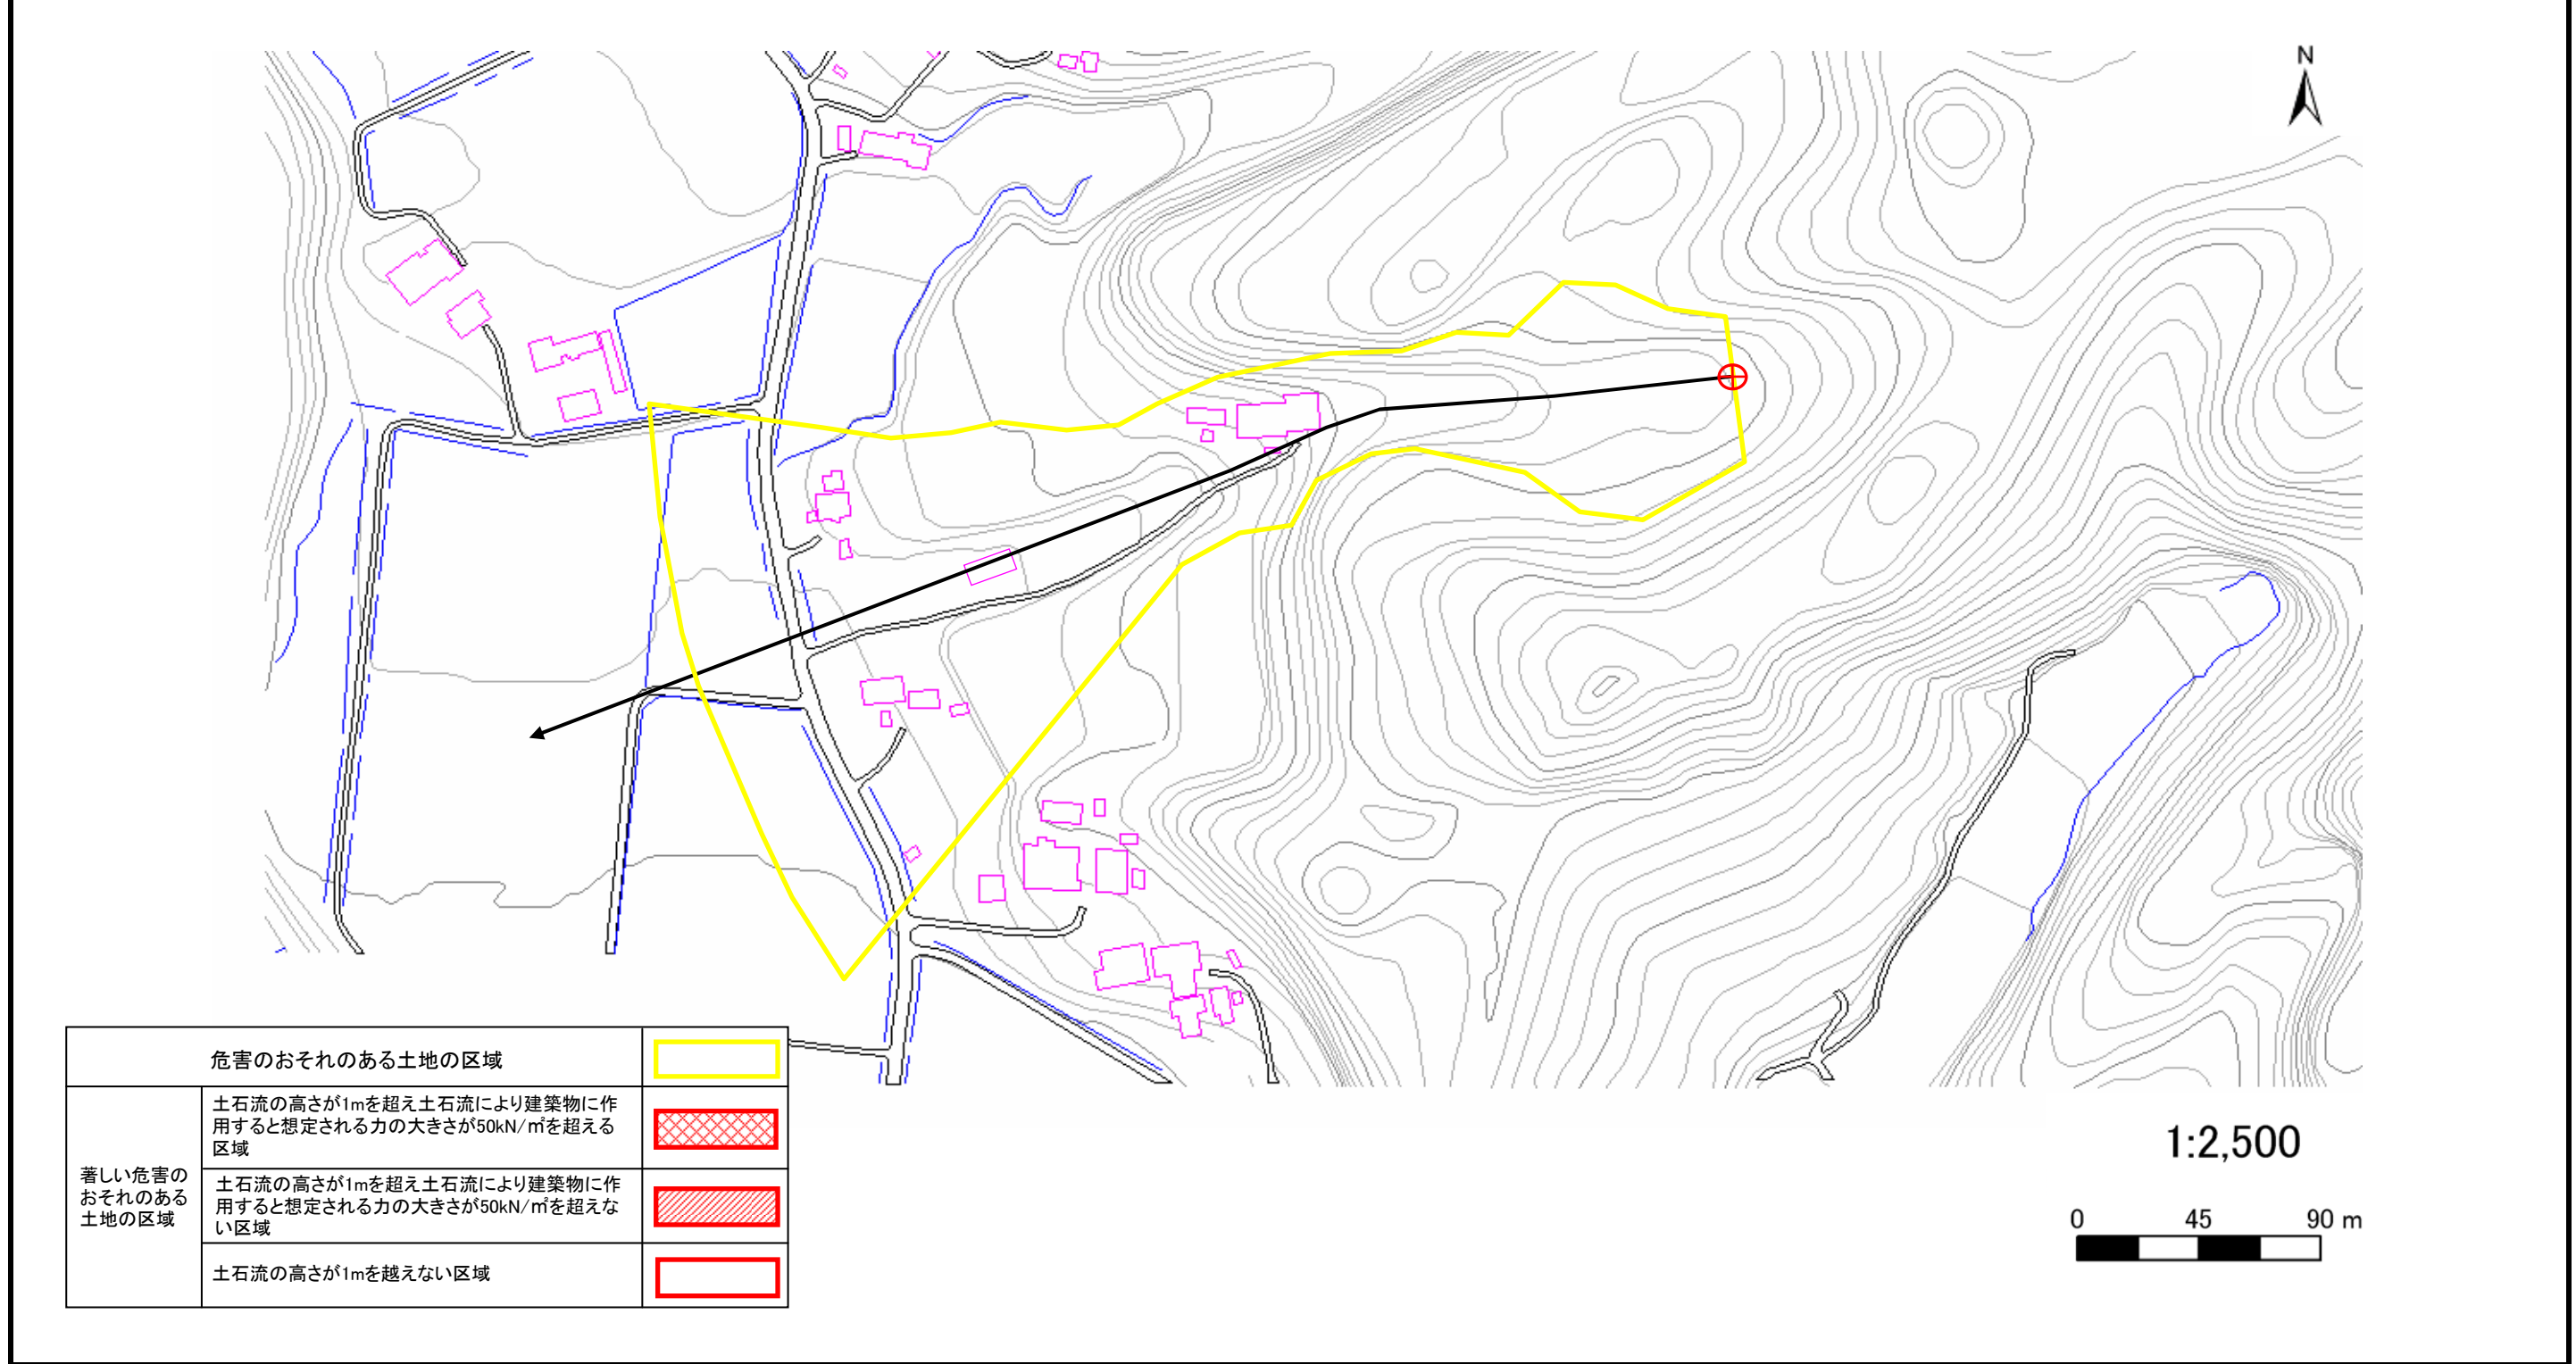 N
危害のおそれのある土地の区域
著しい危害の
おそれのある
土地の区域
土石流の高さが1mを超え土石流により建築物に作
用すると想定される力の大きさが50kN/㎡を超える
区域
土石流の高さが1mを超え土石流により建築物に作
用すると想定される力の大きさが50kN/㎡を超えな
い区域
土石流の高さが1mを越えない区域
1:2,500
0 45 90 m